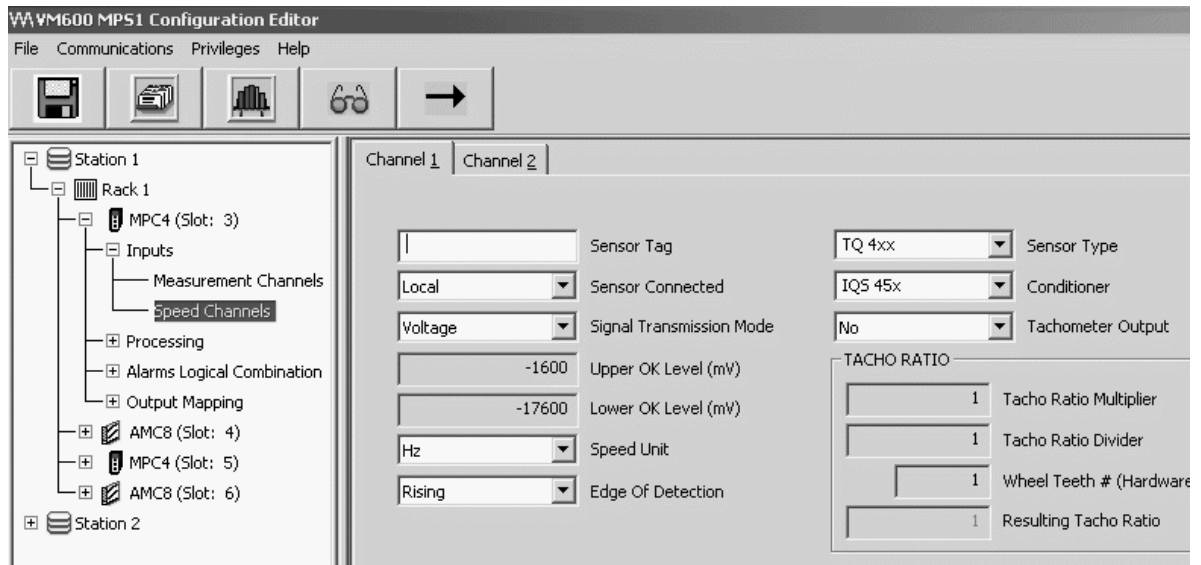 VM600 MPS1 Configuration Editor
File Communications Privileges Help
Station 1
Rack 1
MPC4 (Slot: 3)
Inputs
Measurement Channels
Speed Channels
Processing
Alarms Logical Combination
Output Mapping
AMC8 (Slot: 4)
MPC4 (Slot: 5)
AMC8 (Slot: 6)
Station 2
Channel 1 Channel 2
Sensor Tag
Local Sensor Connected
Voltage Signal Transmission Mode
-1600 Upper OK Level (mV)
-17600 Lower OK Level (mV)
Hz Speed Unit
Rising Edge Of Detection
TQ 4xx Sensor Type
IQS 45x Conditioner
No Tachometer Output
TACHO RATIO
1 Tacho Ratio Multiplier
1 Tacho Ratio Divider
1 Wheel Teeth # (Hardware
1 Resulting Tacho Ratio